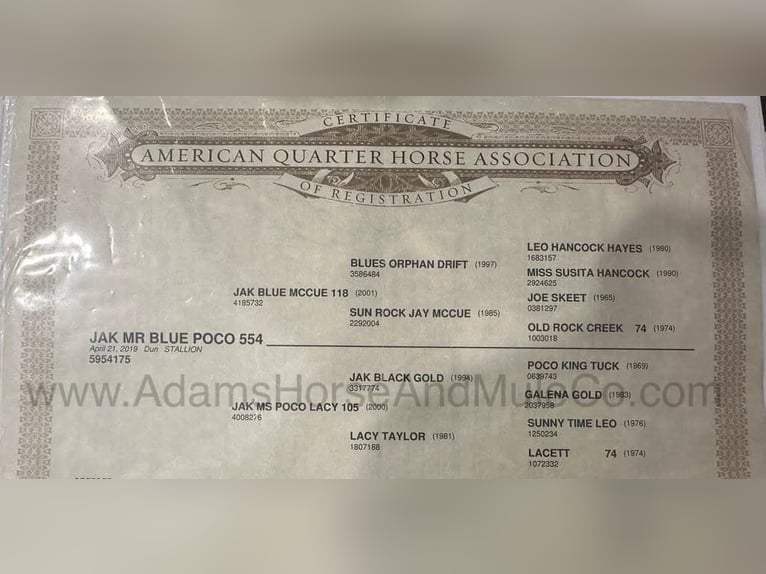 CERTIFICATE
AMERICAN QUARTER HORSE ASSOCIATION
OF REGISTRATION
LEO HANCOCK HAYES (1980)
1683157
BLUES ORPHAN DRIFT (1997)
3586484
MISS SUSITA HANCOCK (1990)
2924625
JAK BLUE MCCUE 118 (2001)
4185732
JOE SKEET (1965)
0381297
SUN ROCK JAY MCCUE (1985)
2292004
OLD ROCK CREEK 74 (1974)
1003018
JAK MR BLUE POCO 554
April 21, 2019 Dun STALLION
5954175
POCO KING TUCK (1969)
0639743
JAK BLACK GOLD (1994)
3317774
www.AdamsHorseAndMuleCo.com
GALENA GOLD (1983)
2037958
JAK MS POCO LACY 105 (2000)
SUNNY TIME LEO (1976)
1250234
LACY TAYLOR (1981)
1807188
LACETT 74 (1974)
1072332